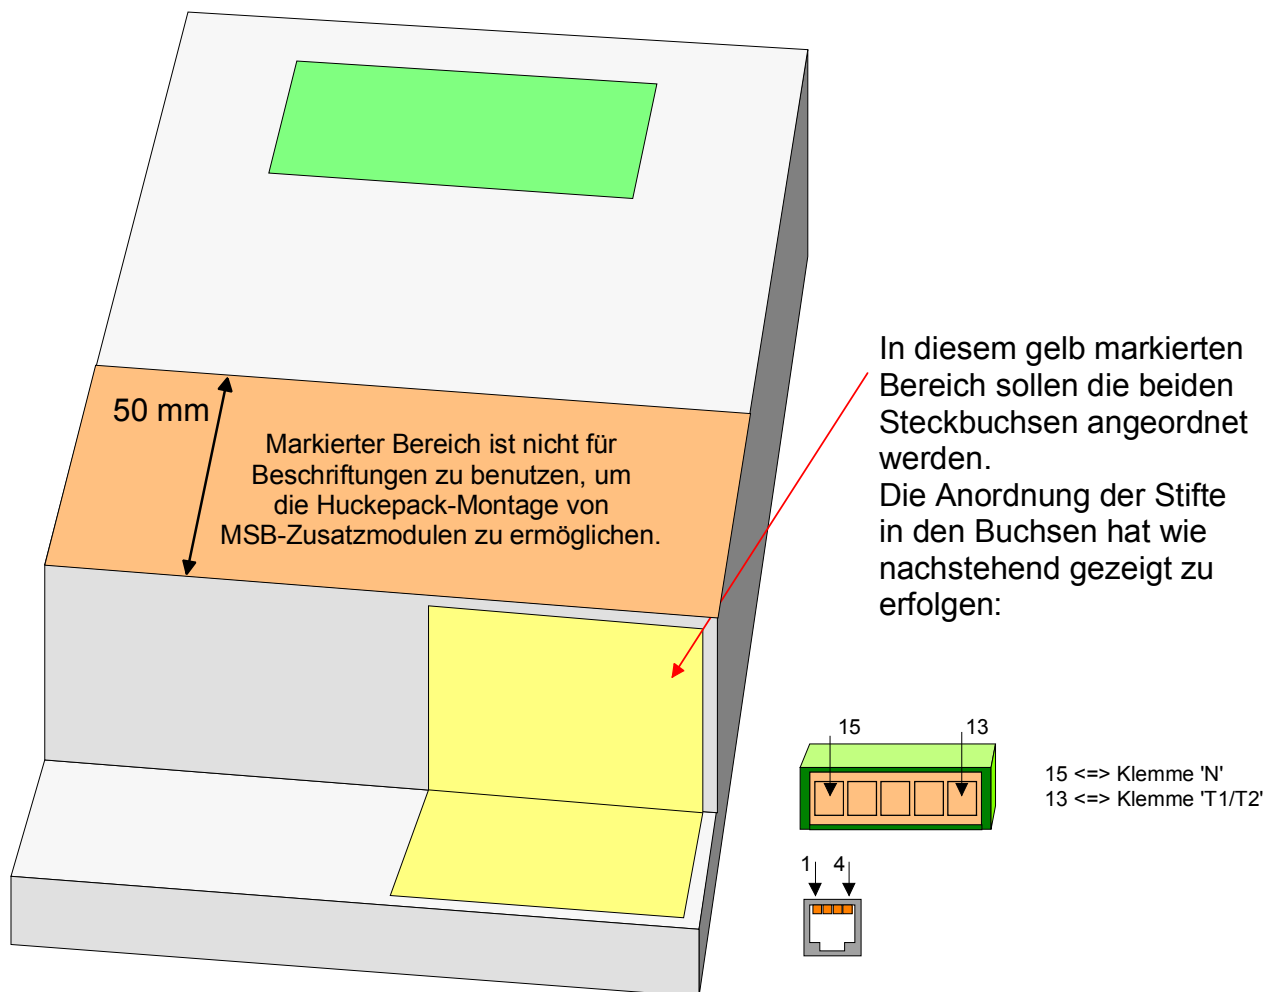 50 mm
Markierter Bereich ist nicht für
Beschriftungen zu benutzen, um
die Huckepack-Montage von
MSB-Zusatzmodulen zu ermöglichen.
In diesem gelb markierten
Bereich sollen die beiden
Steckbuchsen angeordnet
werden.
Die Anordnung der Stifte
in den Buchsen hat wie
nachstehend gezeigt zu
erfolgen:
15 13
15 <=> Klemme 'N'
13 <=> Klemme 'T1/T2'
1 4